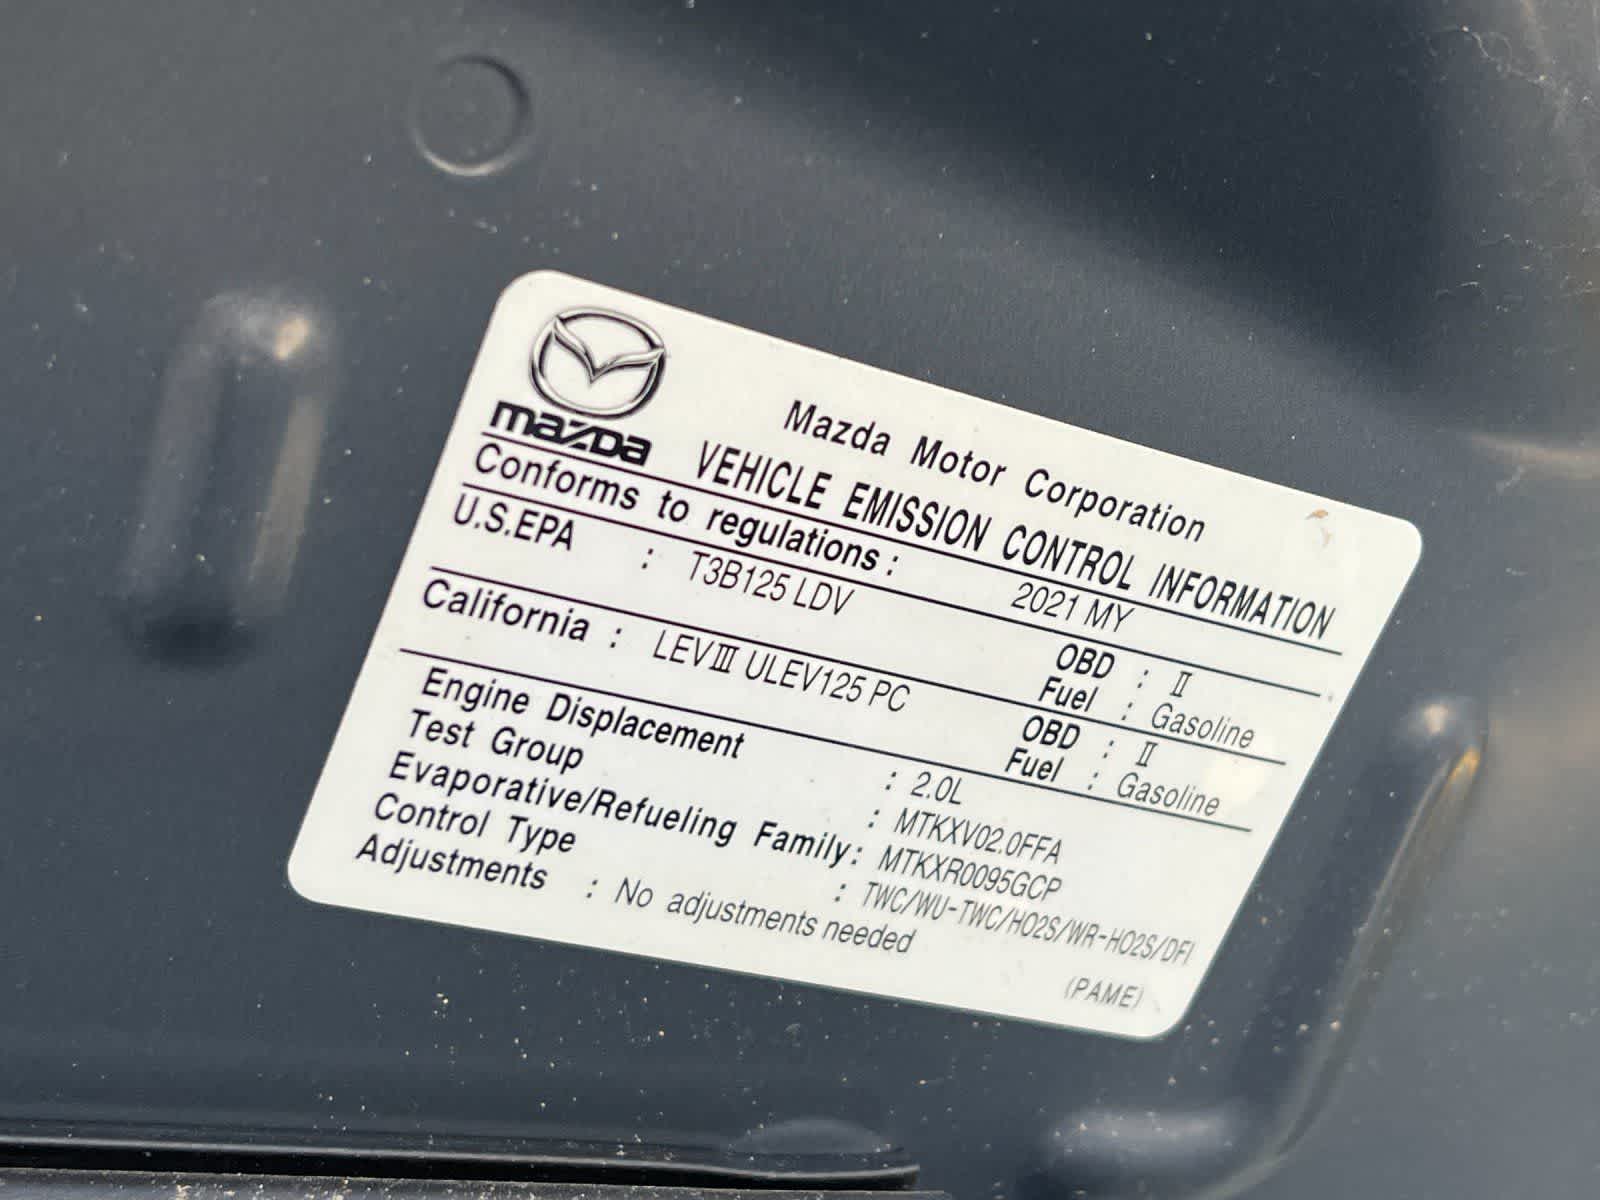 mazda
Mazda Motor Corporation
VEHICLE EMISSION CONTROL INFORMATION
Conforms to regulations : 2021 MY
U.S.EPA : T3B125 LDV OBD : II
Fuel : Gasoline
California : LEVIII ULEV125 PC OBD : II
Fuel : Gasoline
Engine Displacement : 2.0L
Test Group : MTKXV02.0FFA
Evaporative/Refueling Family : MTKXR0095GCP
Control Type : TWC/WU-TWC/HO2S/WR-HO2S/DFI
Adjustments : No adjustments needed
(PAME)